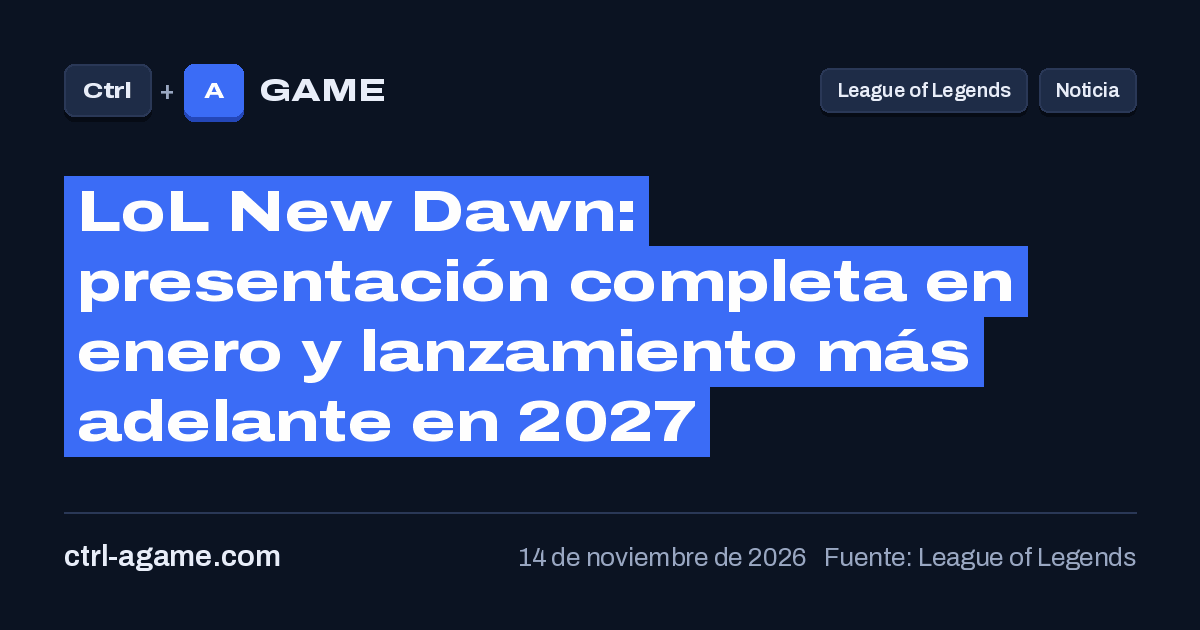 Ctrl + A GAME
League of Legends
Noticia
LoL New Dawn:
presentación completa en
enero y lanzamiento más
adelante en 2027
ctrl-agame.com
14 de noviembre de 2026 Fuente: League of Legends